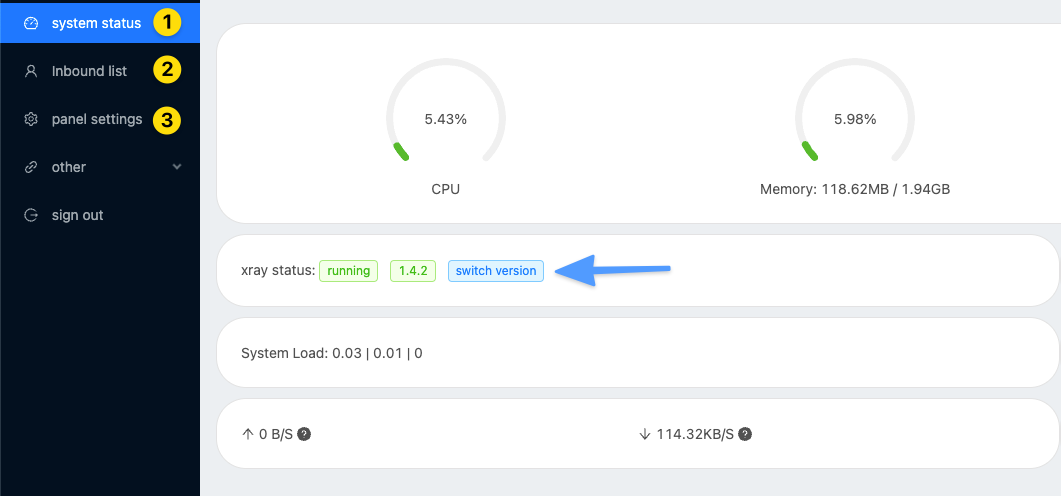 system status 1
Inbound list 2
panel settings 3
other
sign out
5.43%
CPU
5.98%
Memory: 118.62MB / 1.94GB
xray status: running 1.4.2 switch version
System Load: 0.03 | 0.01 | 0
↑ 0 B/S ?
↓ 114.32KB/S ?